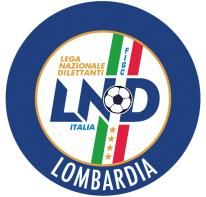 LEGA
NAZIONALE
DILETTANTI
FIGC
LND
ITALIA
LOMBARDIA